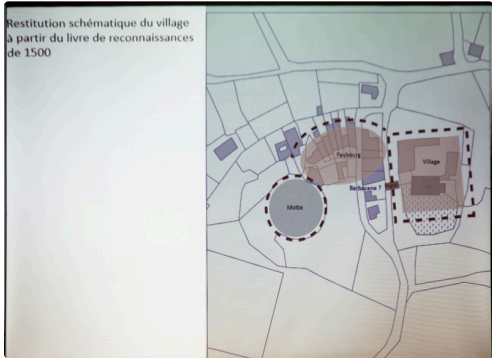 Restitution schématique du village
à partir du livre de reconnaissances
de 1500
Faubourg
Village
Barbacane ?
Motte